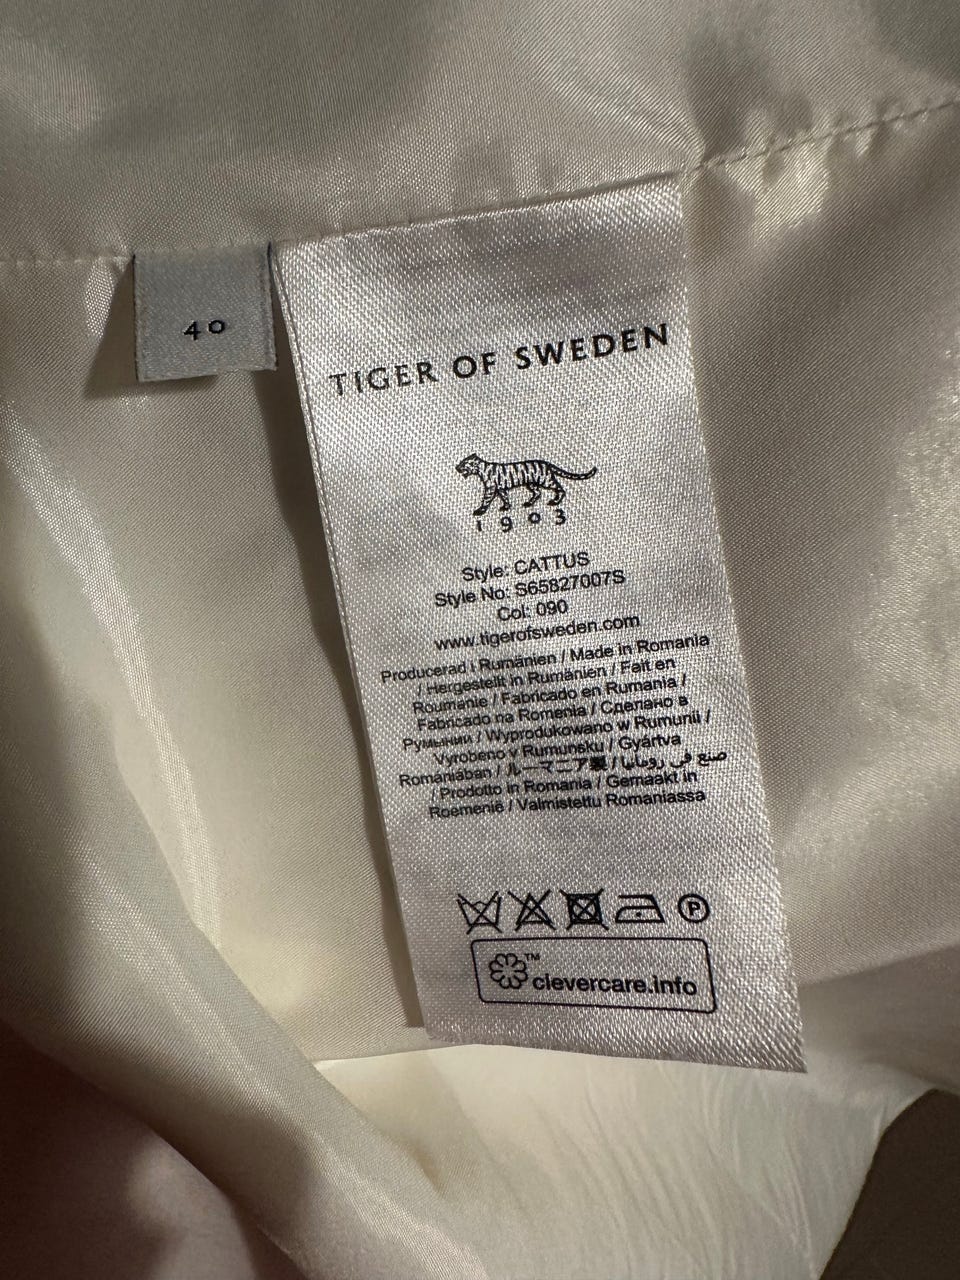 40
TIGER OF SWEDEN
1903
Style: CATTUS
Style No: S65827007S
Col: 090
www.tigerofsweden.com
Producerad i Rumänien / Made in Romania
/ Hergestellt in Rumänien / Fait en
Roumanie / Fabricado en Rumania /
Fabricado na Romenia / Сделано в
Румынии / Wyprodukowano w Rumunii /
Vyrobeno v Rumunsku / Gyártva
Romániában / ルーマニア製 / صنع في رومانيا
/ Prodotto in Romania / Gemaakt in
Roemenië / Valmistettu Romaniassa
P
TM
clevercare.info